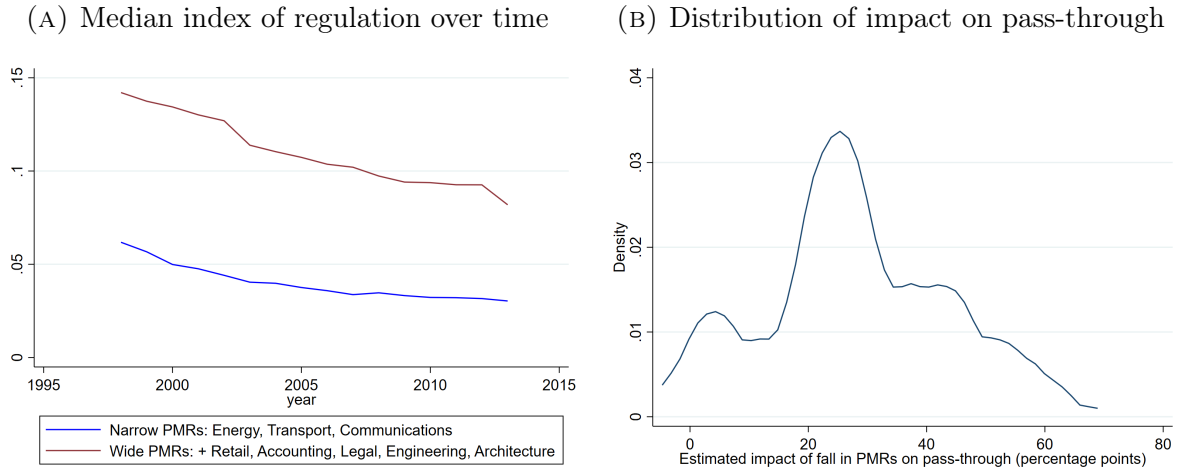 (A) Median index of regulation over time
.15
.1
.05
0
1995
2000
2005
2010
2015
year
Narrow PMRs: Energy, Transport, Communications
Wide PMRs: + Retail, Accounting, Legal, Engineering, Architecture
(B) Distribution of impact on pass-through
.04
.03
.02
.01
0
Density
0
20
40
60
80
Estimated impact of fall in PMRs on pass-through (percentage points)